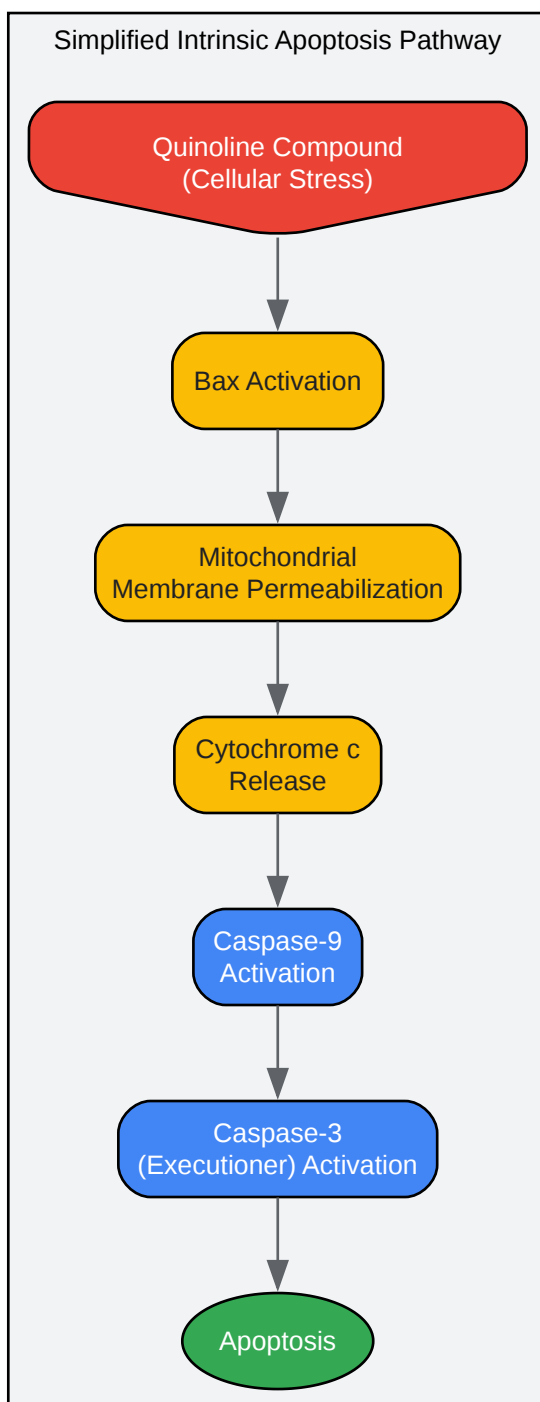 Simplified Intrinsic Apoptosis Pathway
Quinoline Compound
(Cellular Stress)
Bax Activation
Mitochondrial
Membrane Permeabilization
Cytochrome c
Release
Caspase-9
Activation
Caspase-3
(Executioner) Activation
Apoptosis